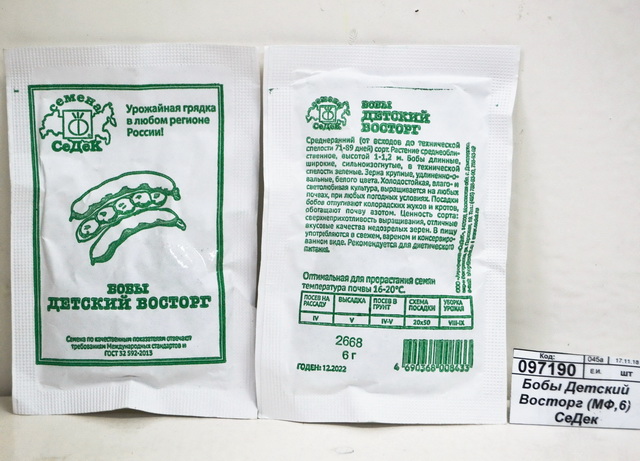 семена
СеДеК
Урожайная грядка
в любом регионе
России!
БОБЫ
ДЕТСКИЙ ВОСТОРГ
Семена по качественным показателям отвечают
требованиям Международных стандартов и
ГОСТ 32 592-2013
семена
СеДеК
БОБЫ
ДЕТСКИЙ
ВОСТОРГ
Среднеранний (от всходов до технической
спелости 71-89 дней) сорт. Растение среднеоблист-
венное, высотой 1-1,2 м. Бобы длинные,
широкие, сильноизогнутые, в технической
спелости зеленые. Зерна крупные, удлиненно-о-
вальные, белого цвета. Холодостойкая, влаго- и
светолюбивая культура, выращивается на любых
почвах, при любых погодных условиях. Посадки
бобов отпугивают колорадских жуков и кротов,
обогащают почву азотом. Ценность сорта:
сверхнеприхотливость выращивания, отличные
вкусовые качества недозрелых зерен. В пищу
употребляются в свежем, вареном и консервиро-
ванном виде. Рекомендуется для диетического
питания.
Оптимальная для прорастания семян
температура почвы 16-20°С.
ПОСЕВ НА РАССАДУ ВЫСАДКА ПОСЕВ В ГРУНТ СХЕМА ПОСАДКИ УБОРКА УРОЖАЯ
IV V IV-V 20x50 VIII-IX
2668
6 г
ГОДЕН: 12.2022
4 690368 008433
Код: 045а 17.11.18
097190 Е.И. шт
Бобы Детский
Восторг (МФ,6)
СеДек